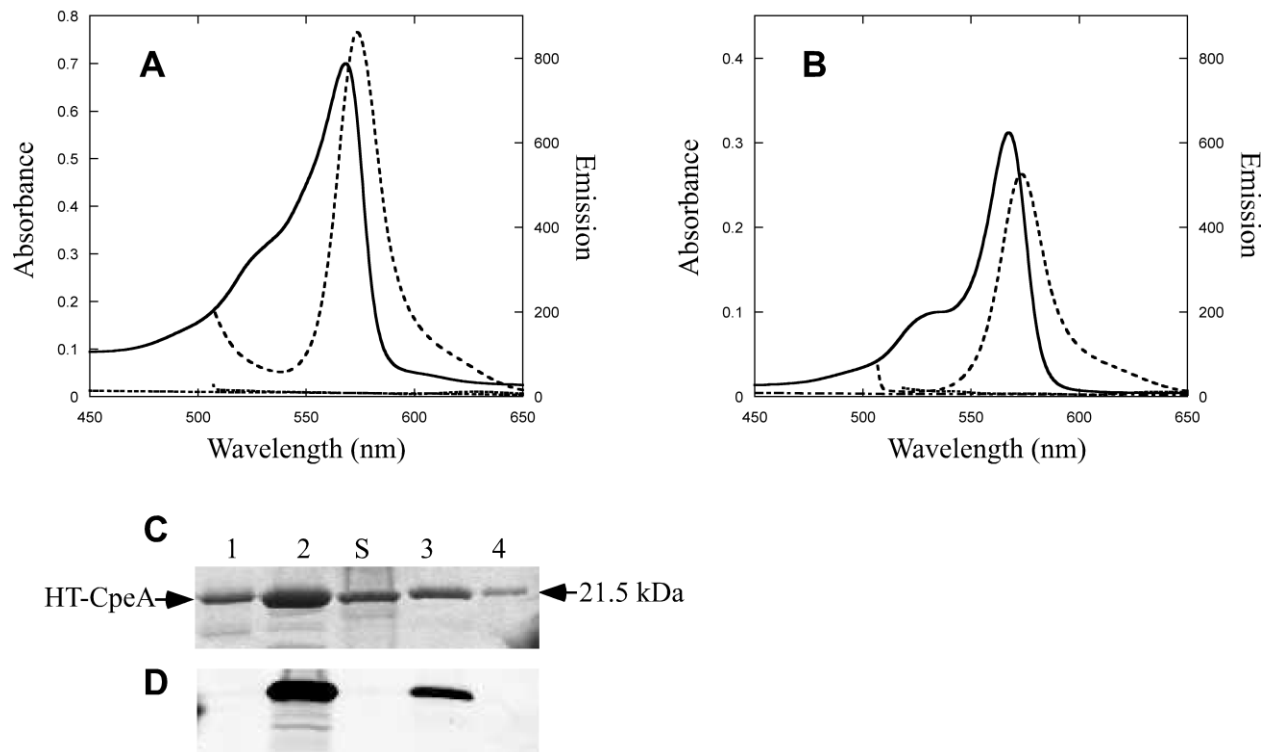 A
0.8
0.7
0.6
0.5
0.4
0.3
0.2
0.1
0
Absorbance
800
600
400
200
0
Emission
450 500 550 600 650
Wavelength (nm)
B
0.4
0.3
0.2
0.1
0
Absorbance
800
600
400
200
0
Emission
450 500 550 600 650
Wavelength (nm)
C
1 2 S 3 4
HT-CpeA
21.5 kDa
D